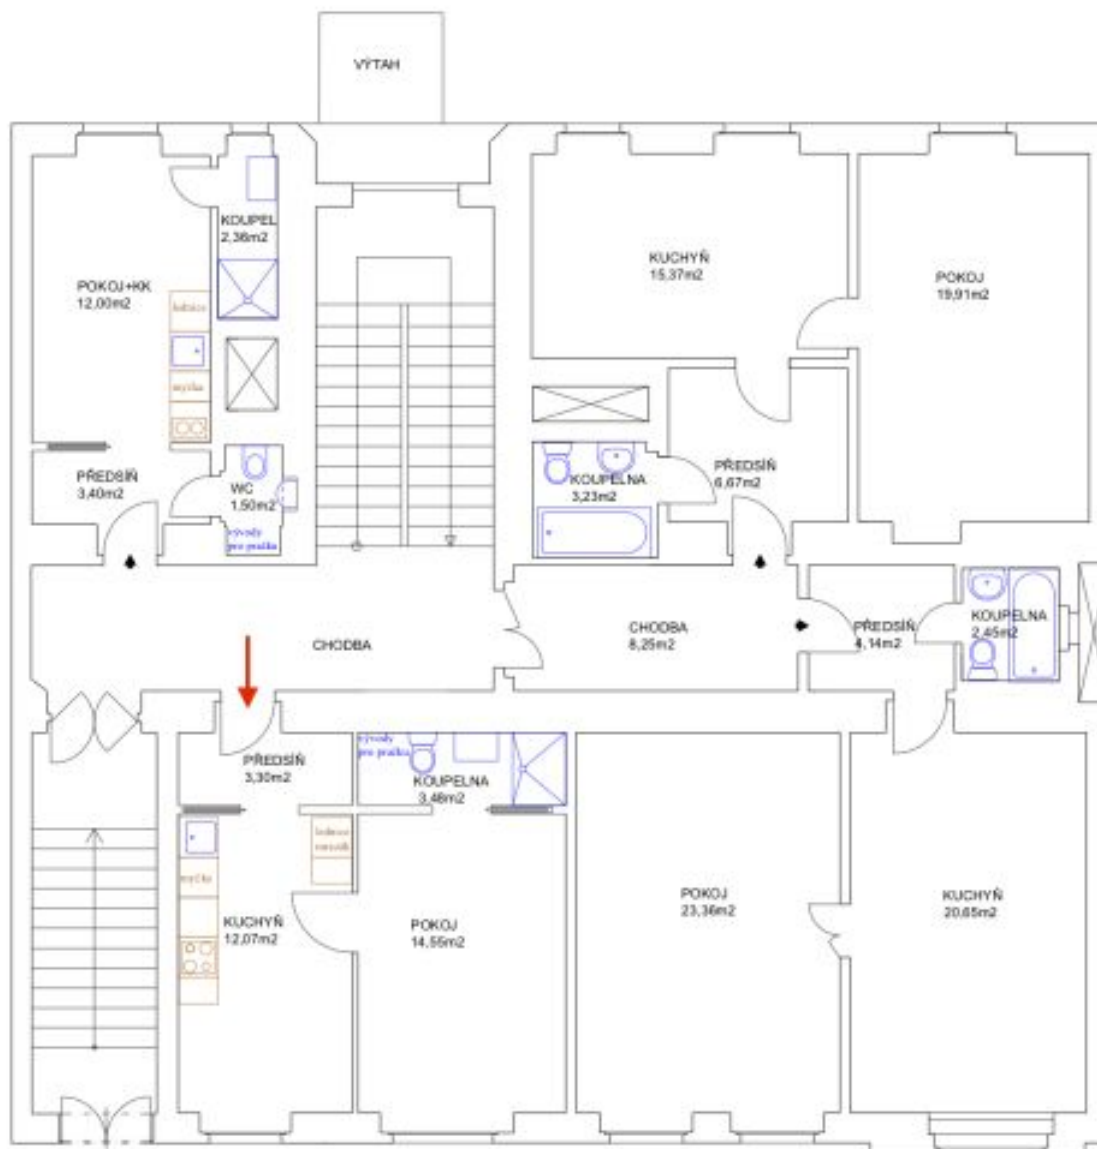 VÝTAH
KOUPEL
2,36m2
POKOJ+KK
12,00m2
lednice
myčka
KUCHYŇ
15,37m2
POKOJ
19,91m2
PŘEDSÍŇ
3,40m2
WC
1,50m2
vývody
pro pračku
KOUPELNA
3,23m2
PŘEDSÍŇ
6,67m2
CHODBA
CHODBA
8,25m2
PŘEDSÍŇ
4,14m2
KOUPELNA
2,45m2
PŘEDSÍŇ
3,30m2
vývody
pro pračku
KOUPELNA
3,48m2
lednice
myčka
KUCHYŇ
12,07m2
POKOJ
14,55m2
POKOJ
23,36m2
KUCHYŇ
20,65m2